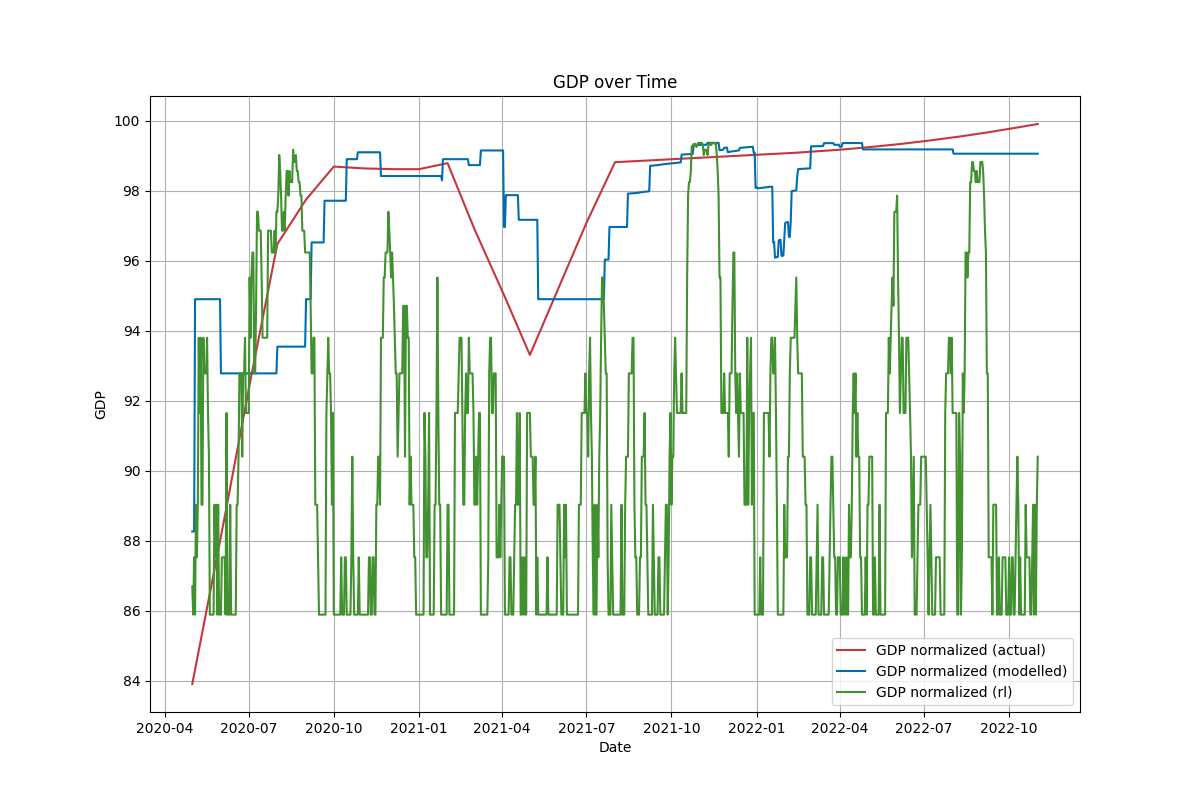 GDP over Time
GDP
100
98
96
94
92
90
88
86
84
GDP normalized (actual)
GDP normalized (modelled)
GDP normalized (rl)
2020-04 2020-07 2020-10 2021-01 2021-04 2021-07 2021-10 2022-01 2022-04 2022-07 2022-10
Date